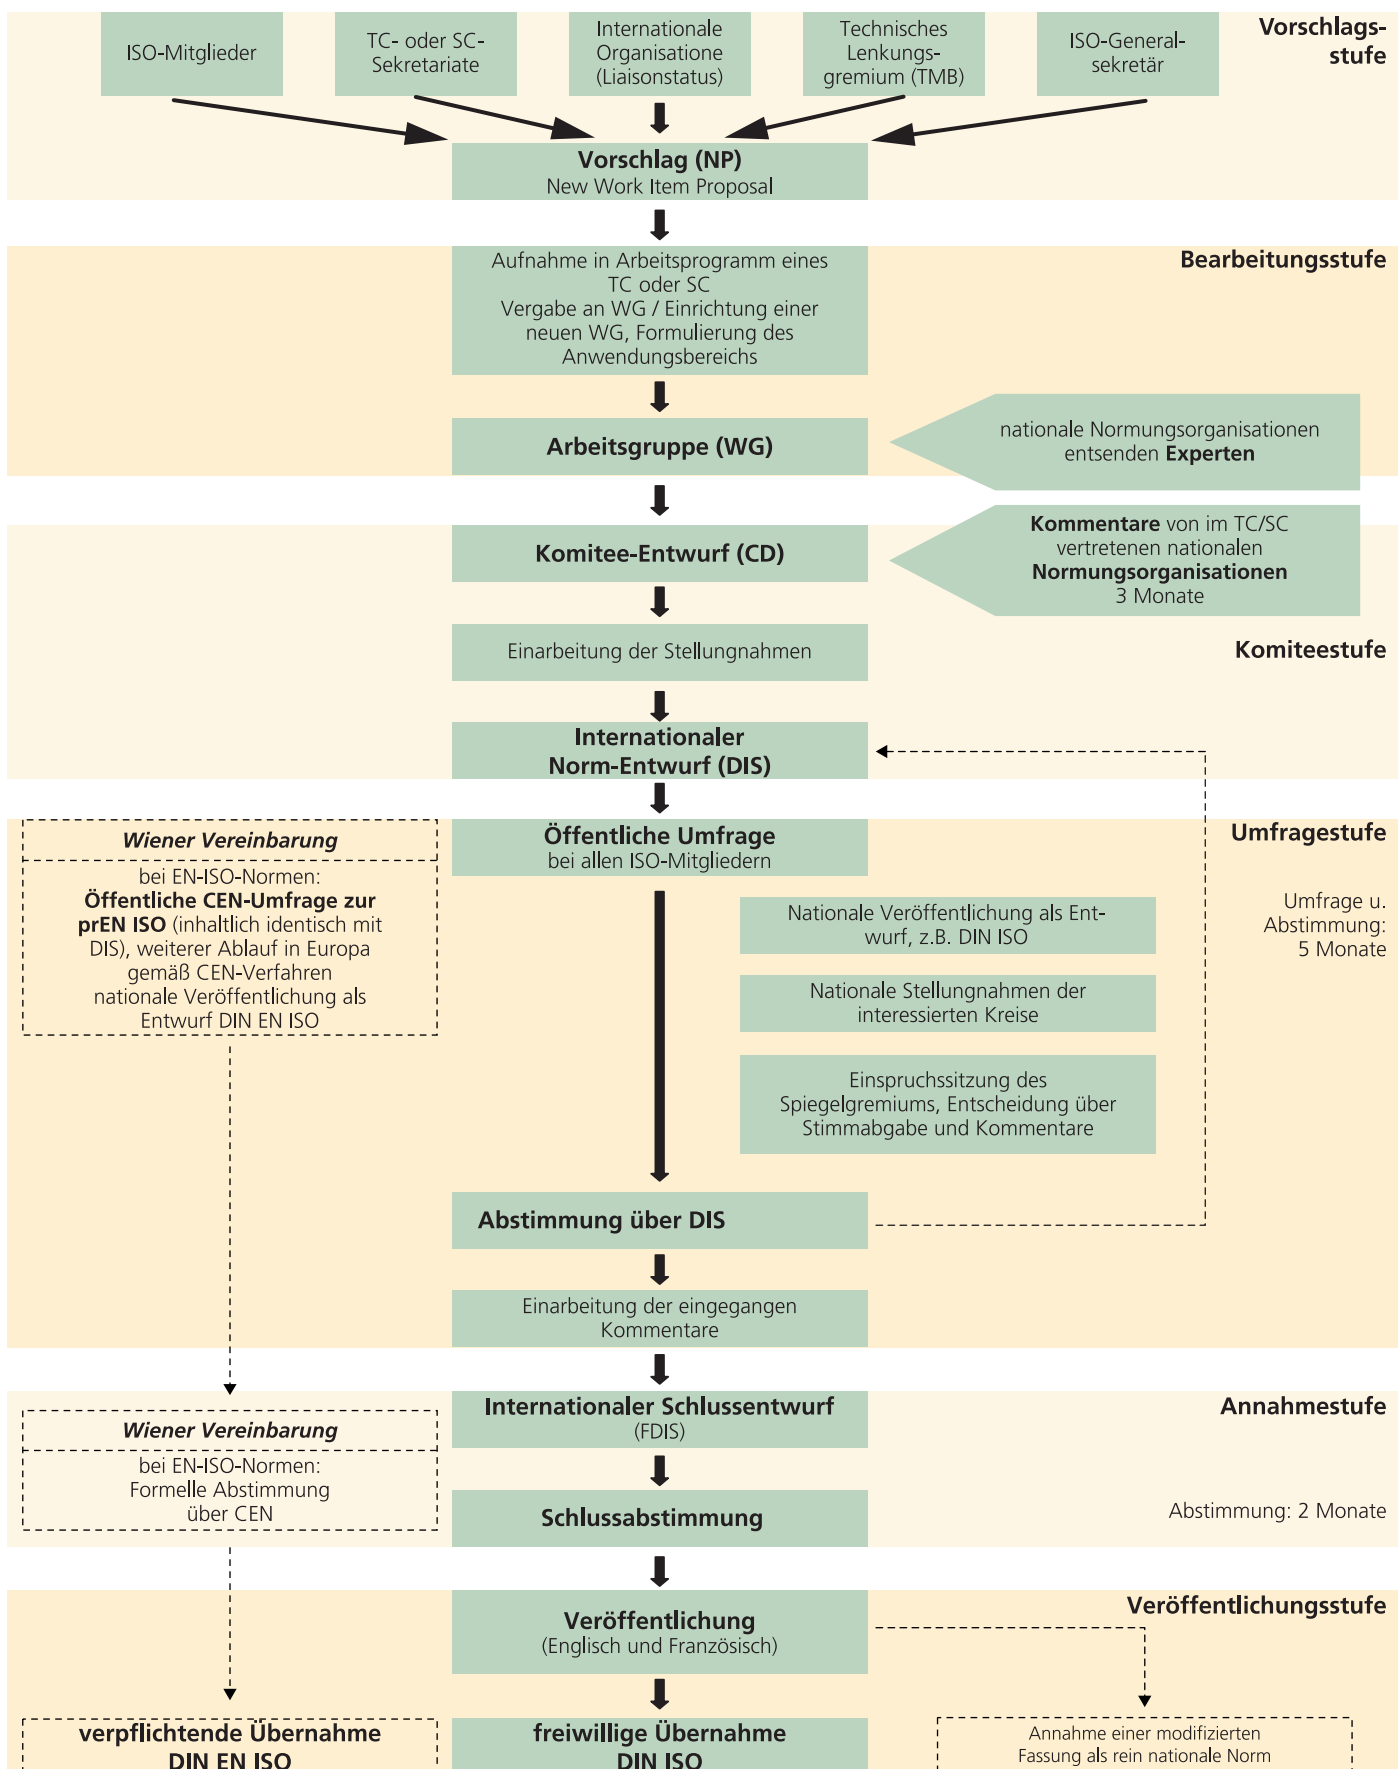 Vorschlags-
stufe
ISO-Mitglieder
TC- oder SC-
Sekretariate
Internationale
Organisatione
(Liaisonstatus)
Technisches
Lenkungs-
gremium (TMB)
ISO-General-
sekretär
Vorschlag (NP)
New Work Item Proposal
Bearbeitungsstufe
Aufnahme in Arbeitsprogramm eines
TC oder SC
Vergabe an WG / Einrichtung einer
neuen WG, Formulierung des
Anwendungsbereichs
Arbeitsgruppe (WG)
nationale Normungsorganisationen
entsenden Experten
Komitee-Entwurf (CD)
Kommentare von im TC/SC
vertretenen nationalen
Normungsorganisationen
3 Monate
Einarbeitung der Stellungnahmen
Komiteestufe
Internationaler
Norm-Entwurf (DIS)
Umfragestufe
Umfrage u.
Abstimmung:
5 Monate
Wiener Vereinbarung
bei EN-ISO-Normen:
Öffentliche CEN-Umfrage zur
prEN ISO (inhaltlich identisch mit
DIS), weiterer Ablauf in Europa
gemäß CEN-Verfahren
nationale Veröffentlichung als
Entwurf DIN EN ISO
Öffentliche Umfrage
bei allen ISO-Mitgliedern
Nationale Veröffentlichung als Ent-
wurf, z.B. DIN ISO
Nationale Stellungnahmen der
interessierten Kreise
Einspruchssitzung des
Spiegelgremiums, Entscheidung über
Stimmabgabe und Kommentare
Abstimmung über DIS
Einarbeitung der eingegangen
Kommentare
Annahmestufe
Wiener Vereinbarung
bei EN-ISO-Normen:
Formelle Abstimmung
über CEN
Internationaler Schlussentwurf
(FDIS)
Schlussabstimmung
Abstimmung: 2 Monate
Veröffentlichungsstufe
Veröffentlichung
(Englisch und Französisch)
verpflichtende Übernahme
DIN EN ISO
freiwillige Übernahme
DIN ISO
Annahme einer modifizierten
Fassung als rein nationale Norm